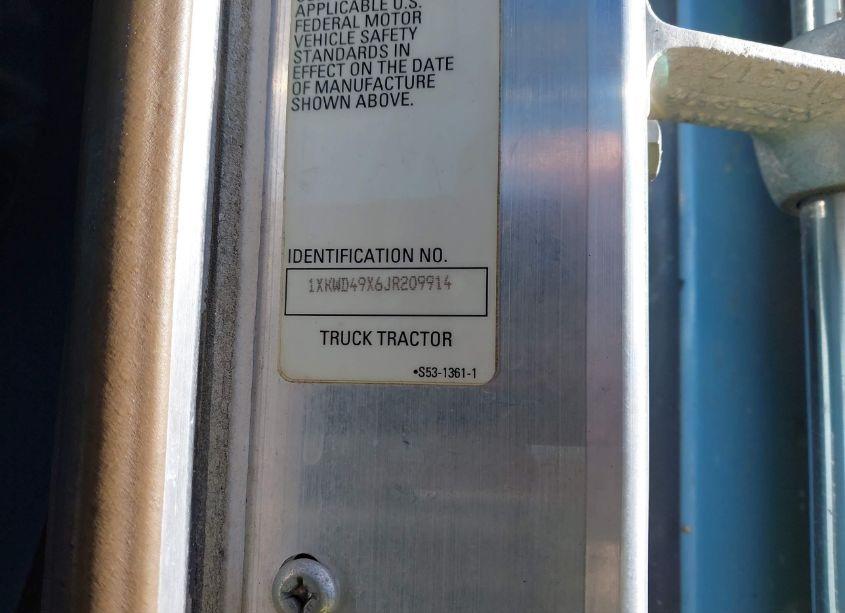 APPLICABLE U.S.
FEDERAL MOTOR
VEHICLE SAFETY
STANDARDS IN
EFFECT ON THE DATE
OF MANUFACTURE
SHOWN ABOVE.
IDENTIFICATION NO.
1XKWD49X6JR209914
TRUCK TRACTOR
•S53-1361-1